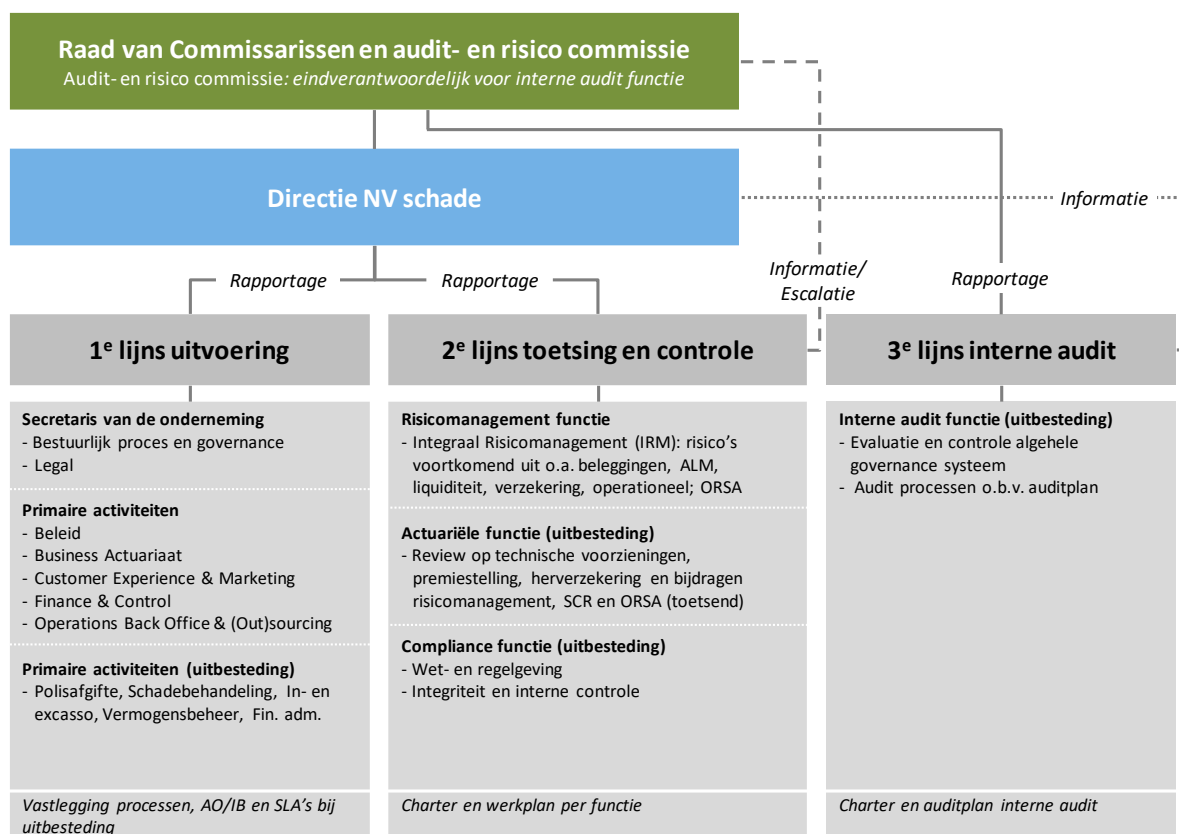 Raad van Commissarissen en audit- en risico commissie
Audit- en risico commissie: eindverantwoordelijk voor interne audit functie
Directie NV schade
Informatie
Rapportage
Rapportage
Informatie/
Escalatie
Rapportage
1e lijns uitvoering
2e lijns toetsing en controle
3e lijns interne audit
Secretaris van de onderneming
- Bestuurlijk proces en governance
- Legal
Primaire activiteiten
- Beleid
- Business Actuariaat
- Customer Experience & Marketing
- Finance & Control
- Operations Back Office & (Out)sourcing
Primaire activiteiten (uitbesteding)
- Polisafgifte, Schadebehandeling, In- en
excasso, Vermogensbeheer, Fin. adm.
Vastlegging processen, AO/IB en SLA's bij
uitbesteding
Risicomanagement functie
- Integraal Risicomanagement (IRM): risico's
voortkomend uit o.a. beleggingen, ALM,
liquiditeit, verzekering, operationeel; ORSA
Actuariële functie (uitbesteding)
- Review op technische voorzieningen,
premiestelling, herverzekering en bijdragen
risicomanagement, SCR en ORSA (toetsend)
Compliance functie (uitbesteding)
- Wet- en regelgeving
- Integriteit en interne controle
Charter en werkplan per functie
Interne audit functie (uitbesteding)
- Evaluatie en controle algehele
governance systeem
- Audit processen o.b.v. auditplan
Charter en auditplan interne audit